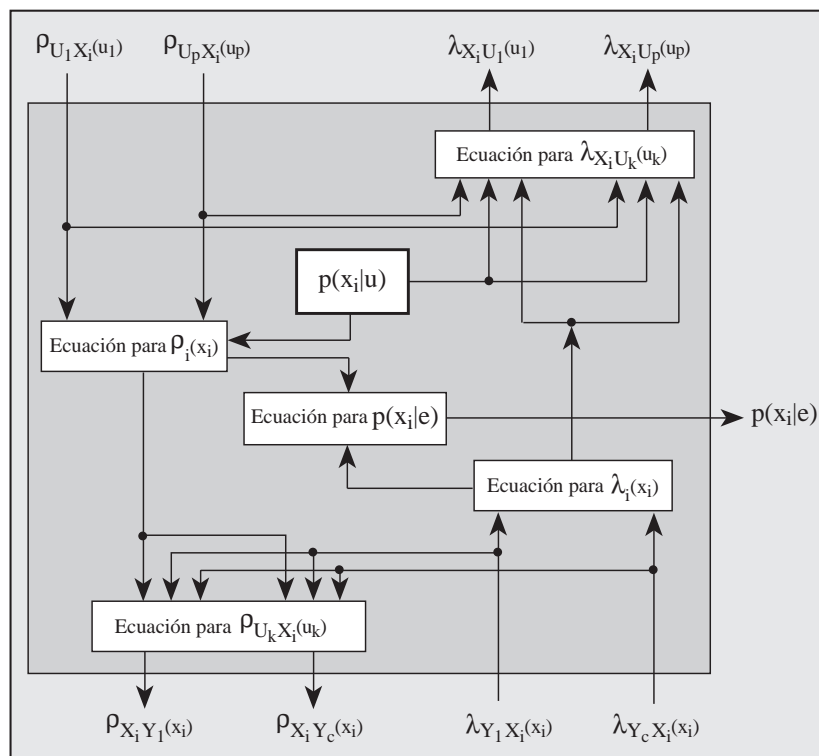 ρU1Xi(u1) ρUpXi(up) λXiU1(u1) λXiUp(up)
Ecuación para λXiUk(uk)
p(xi|u)
Ecuación para ρi(xi)
Ecuación para p(xi|e)
p(xi|e)
Ecuación para λi(xi)
Ecuación para ρUkXi(uk)
ρXiY1(xi) ρXiYc(xi) λY1Xi(xi) λYcXi(xi)